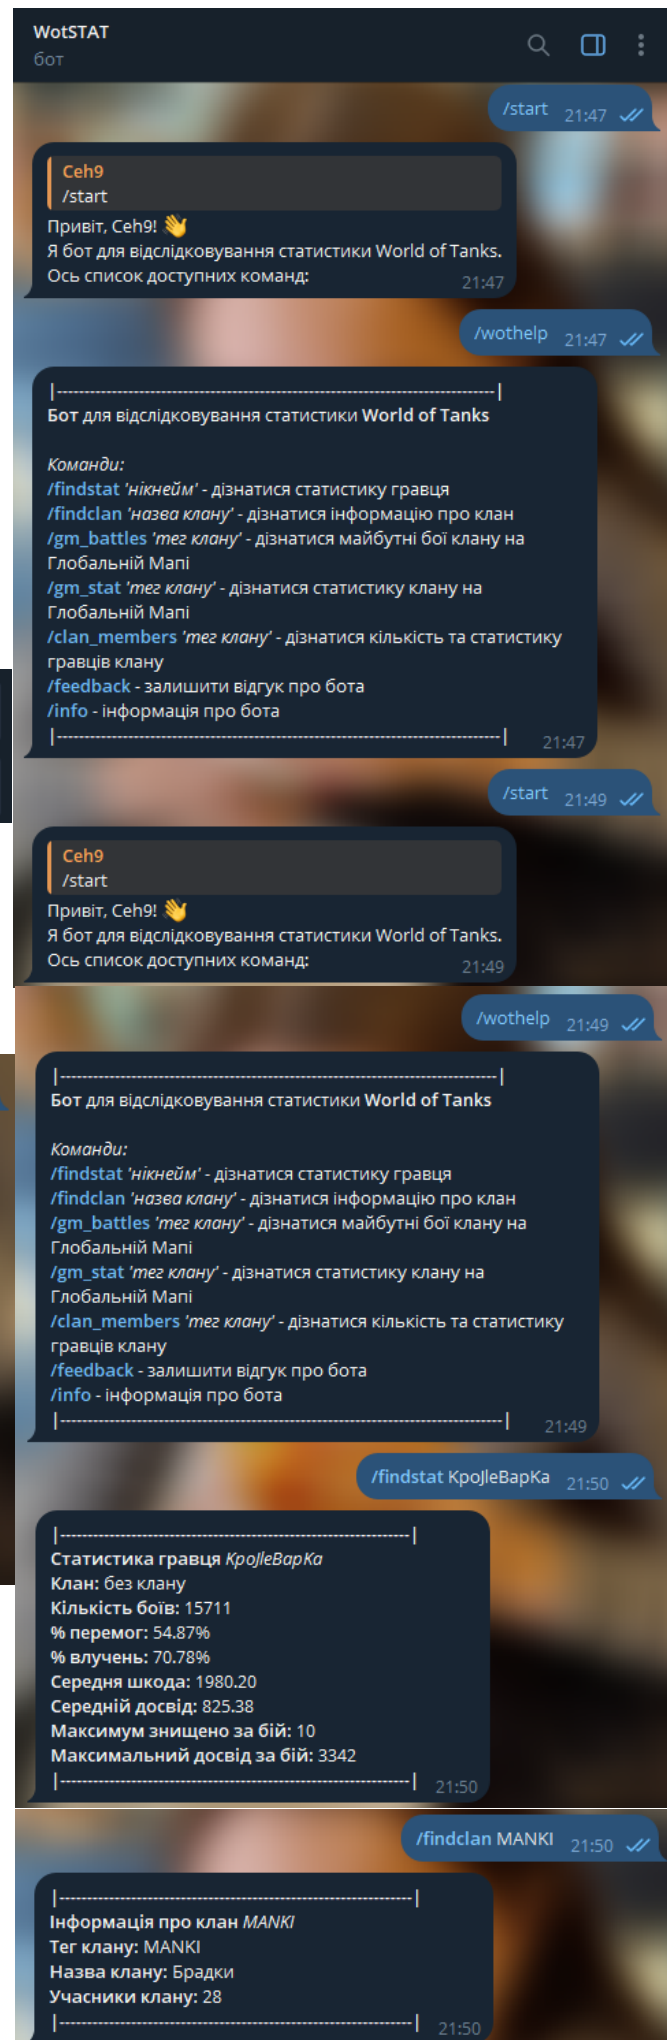 WotSTAT
бот
/start 21:47
Ceh9
/start
Привіт, Ceh9! 👋
Я бот для відслідковування статистики World of Tanks.
Ось список доступних команд: 21:47
/wothelp 21:47
|--------------------------------------------------------------------------------|
Бот для відслідковування статистики World of Tanks
Команди:
/findstat 'нікнейм' - дізнатися статистику гравця
/findclan 'назва клану' - дізнатися інформацію про клан
/gm_battles 'тег клану' - дізнатися майбутні бої клану на
Глобальній Мапі
/gm_stat 'тег клану' - дізнатися статистику клану на
Глобальній Мапі
/clan_members 'тег клану' - дізнатися кількість та статистику
гравців клану
/feedback - залишити відгук про бота
/info - інформація про бота
|---------------------------------------------------------------------------------| 21:47
/start 21:49
Ceh9
/start
Привіт, Ceh9! 👋
Я бот для відслідковування статистики World of Tanks.
Ось список доступних команд: 21:49
/wothelp 21:49
|--------------------------------------------------------------------------------|
Бот для відслідковування статистики World of Tanks
Команди:
/findstat 'нікнейм' - дізнатися статистику гравця
/findclan 'назва клану' - дізнатися інформацію про клан
/gm_battles 'тег клану' - дізнатися майбутні бої клану на
Глобальній Мапі
/gm_stat 'тег клану' - дізнатися статистику клану на
Глобальній Мапі
/clan_members 'тег клану' - дізнатися кількість та статистику
гравців клану
/feedback - залишити відгук про бота
/info - інформація про бота
|---------------------------------------------------------------------------------| 21:49
/findstat KpoJleBapKa 21:50
|----------------------------------------------------------------|
Статистика гравця KpoJleBapKa
Клан: без клану
Кількість боїв: 15711
% перемог: 54.87%
% влучень: 70.78%
Середня шкода: 1980.20
Середній досвід: 825.38
Максимум знищено за бій: 10
Максимальний досвід за бій: 3342
|----------------------------------------------------------------| 21:50
/findclan MANKI 21:50
|----------------------------------------------------------------|
Інформація про клан MANKI
Тег клану: MANKI
Назва клану: Брадки
Учасники клану: 28
|----------------------------------------------------------------| 21:50